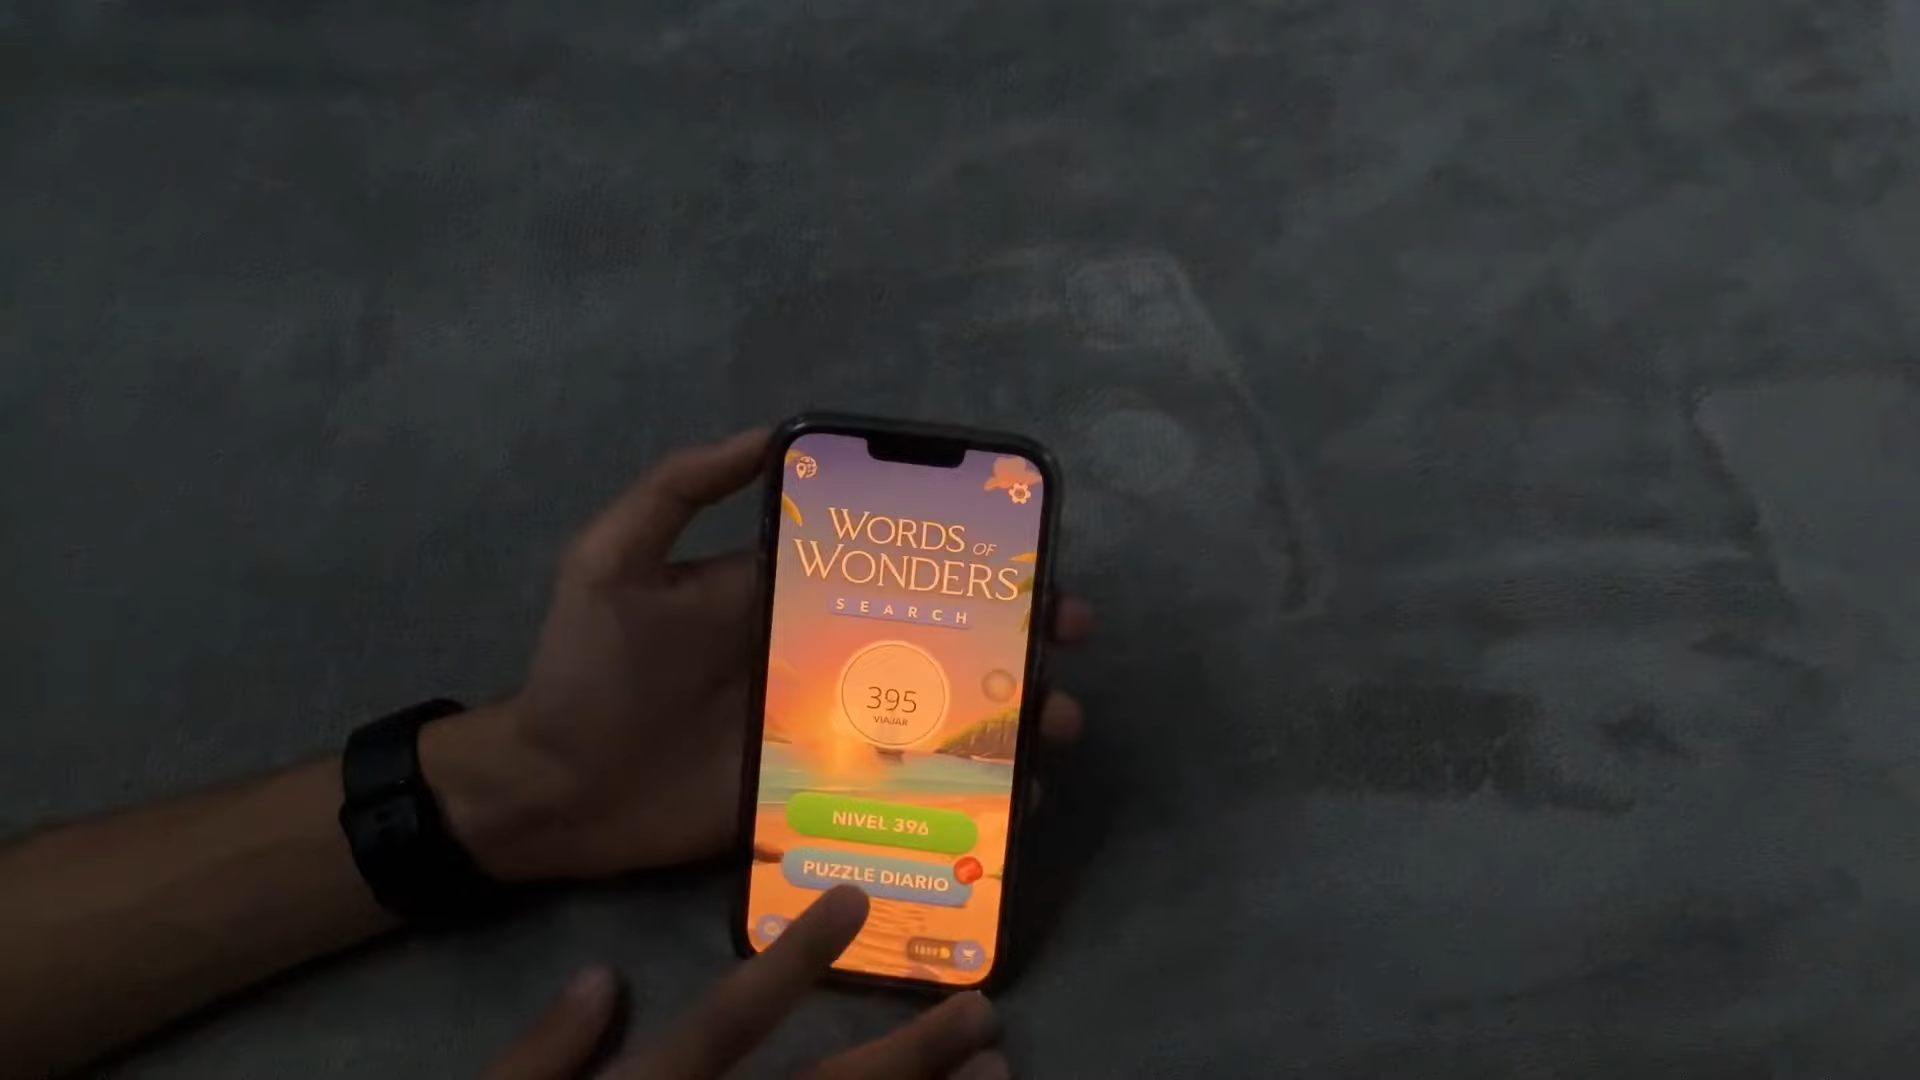 WORDS OF
WONDERS
SEARCH
395
VIAJAR
NIVEL 396
PUZZLE DIARIO